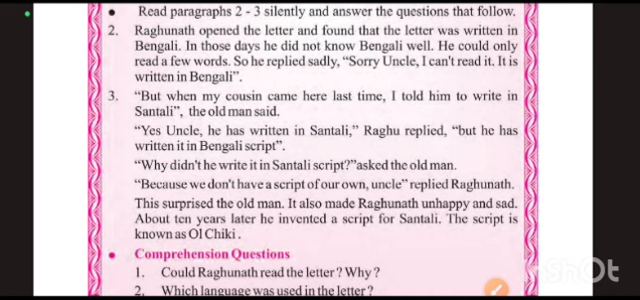 • Read paragraphs 2 - 3 silently and answer the questions that follow.
2. Raghunath opened the letter and found that the letter was written in
Bengali. In those days he did not know Bengali well. He could only
read a few words. So he replied sadly, “Sorry Uncle, I can't read it. It is
written in Bengali”.
3. “But when my cousin came here last time, I told him to write in
Santali”, the old man said.
“Yes Uncle, he has written in Santali,” Raghu replied, “but he has
written it in Bengali script”.
“Why didn't he write it in Santali script?”asked the old man.
“Because we don't have a script of our own, uncle” replied Raghunath.
This surprised the old man. It also made Raghunath unhappy and sad.
About ten years later he invented a script for Santali. The script is
known as Ol Chiki.
• Comprehension Questions
1. Could Raghunath read the letter? Why?
2. Which language was used in the letter?